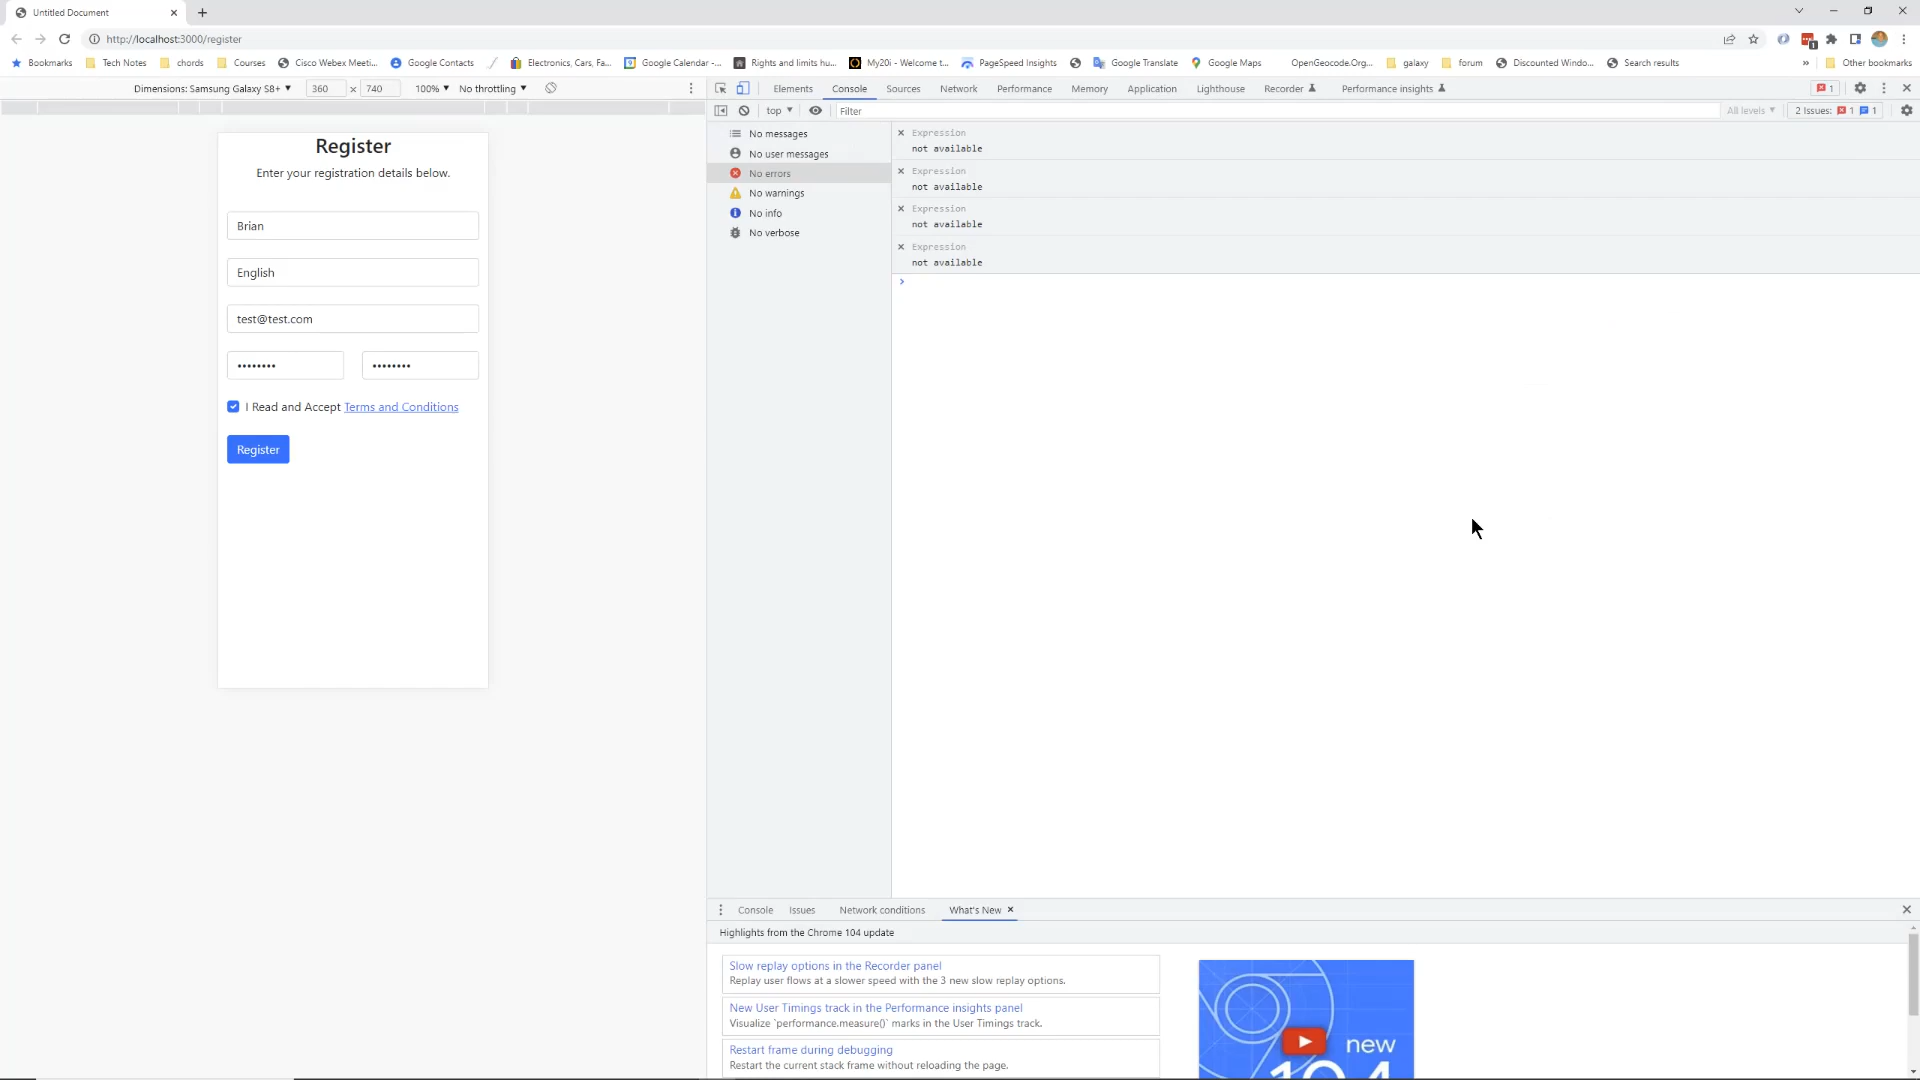 Untitled Document
http://localhost:3000/register
Bookmarks Tech Notes chords Courses Cisco Webex Meeti... Google Contacts Electronics, Cars, Fa... Google Calendar -... Rights and limits hu... My20i - Welcome t... PageSpeed Insights Google Translate Google Maps OpenGeocode.Org... galaxy forum Discounted Windo... Search results » Other bookmarks
Dimensions: Samsung Galaxy S8+ 360 x 740 100% No throttling
Elements Console Sources Network Performance Memory Application Lighthouse Recorder Performance insights 1
top Filter All levels 2 Issues: 1 1
Register
Enter your registration details below.
Brian
English
test@test.com
•••••••• ••••••••
I Read and Accept Terms and Conditions
Register
No messages
No user messages
No errors
No warnings
No info
No verbose
Expression
not available
Expression
not available
Expression
not available
Expression
not available
Console Issues Network conditions What's New
Highlights from the Chrome 104 update
Slow replay options in the Recorder panel
Replay user flows at a slower speed with the 3 new slow replay options.
New User Timings track in the Performance insights panel
Visualize `performance.measure()` marks in the User Timings track.
Restart frame during debugging
Restart the current stack frame without reloading the page.
new
104